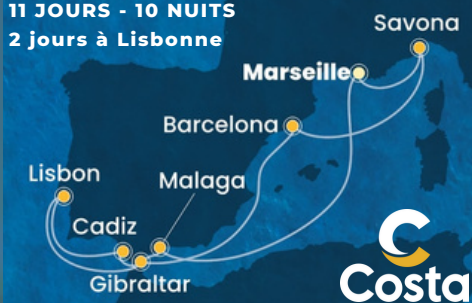 11 JOURS - 10 NUITS
2 jours à Lisbonne
Savona
Marseille
Barcelona
Lisbon
Malaga
Cadiz
Gibraltar
Costa